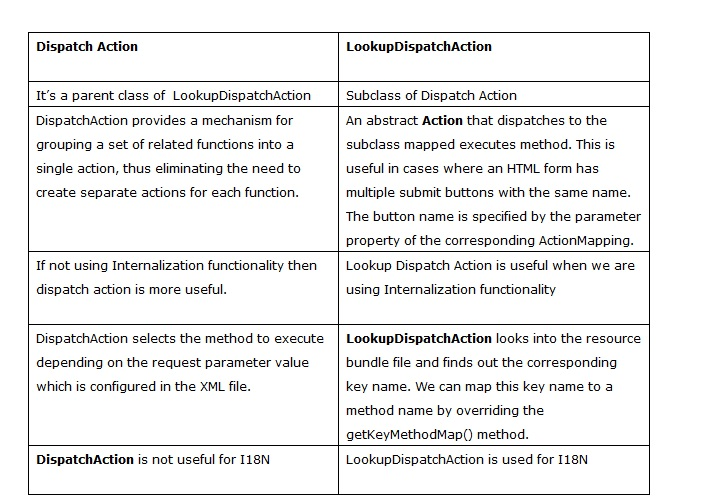 Dispatch Action
LookupDispatchAction
It's a parent class of LookupDispatchAction
Subclass of Dispatch Action
DispatchAction provides a mechanism for
grouping a set of related functions into a
single action, thus eliminating the need to
create separate actions for each function.
An abstract Action that dispatches to the
subclass mapped executes method. This is
useful in cases where an HTML form has
multiple submit buttons with the same name.
The button name is specified by the parameter
property of the corresponding ActionMapping.
If not using Internalization functionality then
dispatch action is more useful.
Lookup Dispatch Action is useful when we are
using Internalization functionality
DispatchAction selects the method to execute
depending on the request parameter value
which is configured in the XML file.
LookupDispatchAction looks into the resource
bundle file and finds out the corresponding
key name. We can map this key name to a
method name by overriding the
getKeyMethodMap() method.
DispatchAction is not useful for I18N
LookupDispatchAction is used for I18N